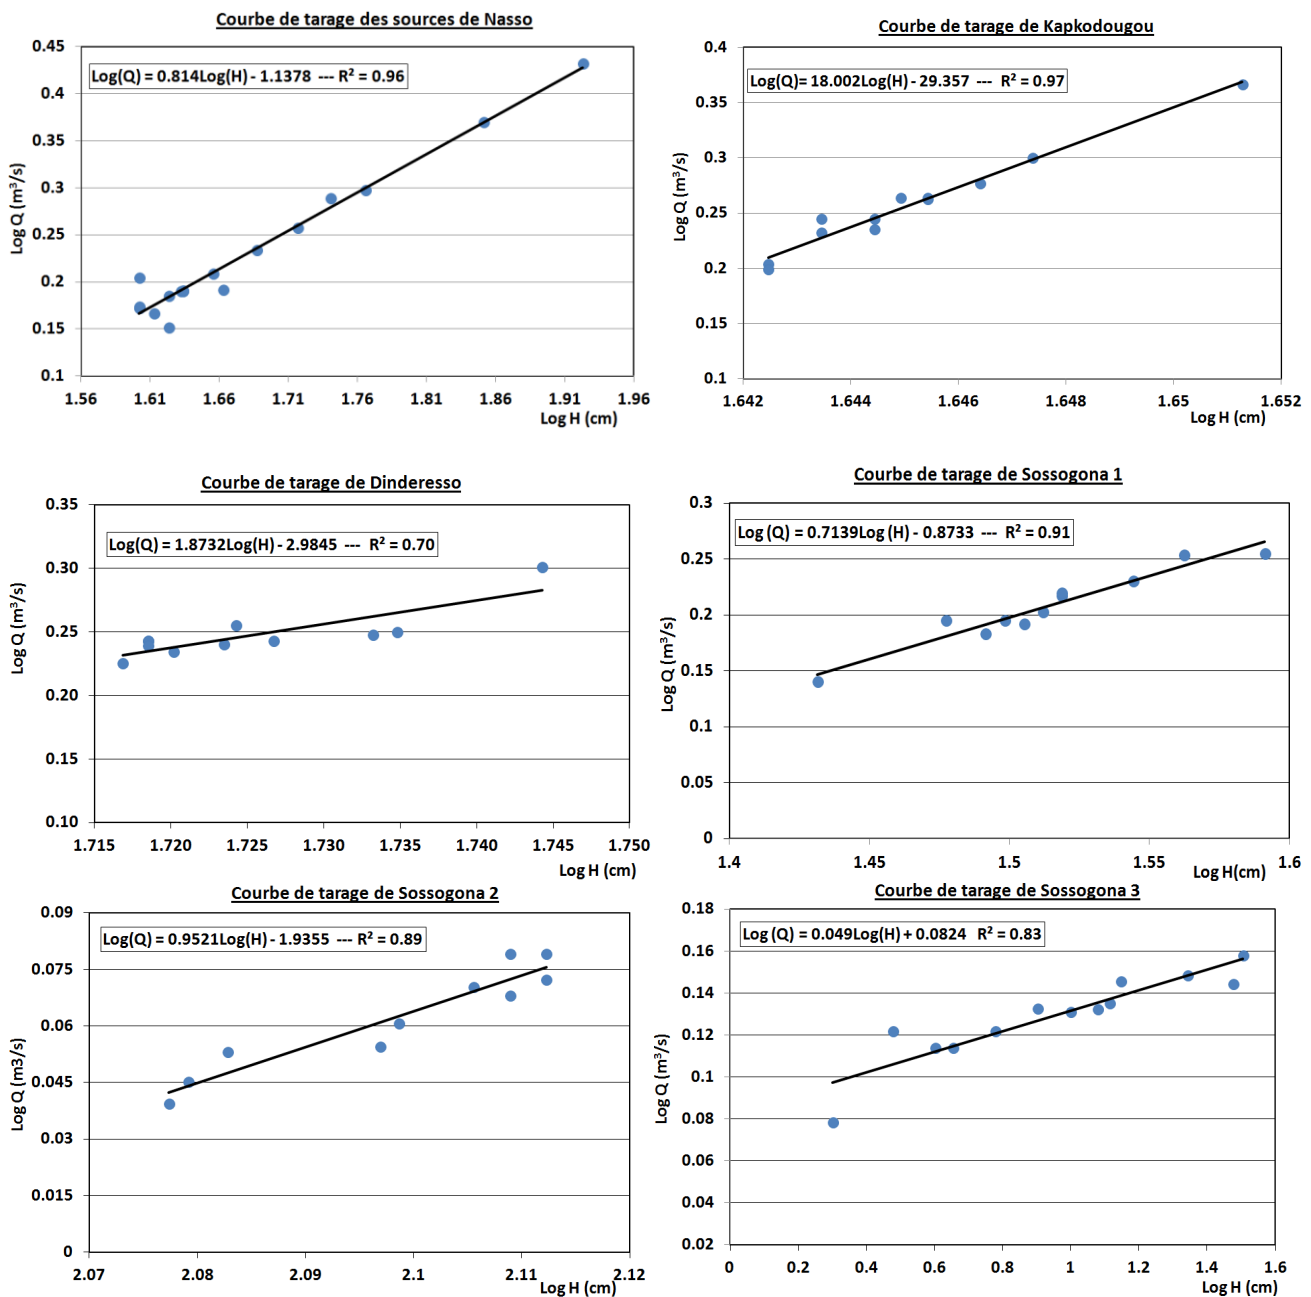 Courbe de tarage des sources de Nasso
Log(Q) = 0.814Log(H) - 1.1378 --- R² = 0.96
0.45
0.4
0.35
0.3
0.25
0.2
0.15
0.1
Log Q (m³/s)
1.56 1.61 1.66 1.71 1.76 1.81 1.86 1.91 1.96
Log H (cm)
Courbe de tarage de Kapkodougou
Log(Q)= 18.002Log(H) - 29.357 --- R² = 0.97
0.4
0.35
0.3
0.25
0.2
0.15
0.1
Log Q (m³/s)
1.642 1.644 1.646 1.648 1.65 1.652
Log H (cm)
Courbe de tarage de Dinderesso
Log(Q) = 1.8732Log(H) - 2.9845 --- R² = 0.70
0.35
0.30
0.25
0.20
0.15
0.10
Log Q (m³/s)
1.715 1.720 1.725 1.730 1.735 1.740 1.745 1.750
Log H (cm)
Courbe de tarage de Sossogona 1
Log (Q) = 0.7139Log (H) - 0.8733 --- R² = 0.91
0.3
0.25
0.2
0.15
0.1
0.05
0
Log Q (m³/s)
1.4 1.45 1.5 1.55 1.6
Log H(cm)
Courbe de tarage de Sossogona 2
Log(Q) = 0.9521Log(H) - 1.9355 --- R² = 0.89
0.09
0.075
0.06
0.045
0.03
0.015
0
Log Q (m3/s)
2.07 2.08 2.09 2.1 2.11 2.12
Log H (cm)
Courbe de tarage de Sossogona 3
Log (Q) = 0.049Log(H) + 0.0824 R² = 0.83
0.18
0.16
0.14
0.12
0.1
0.08
0.06
0.04
0.02
Log Q (m³/s)
0 0.2 0.4 0.6 0.8 1 1.2 1.4 1.6
Log H (cm)